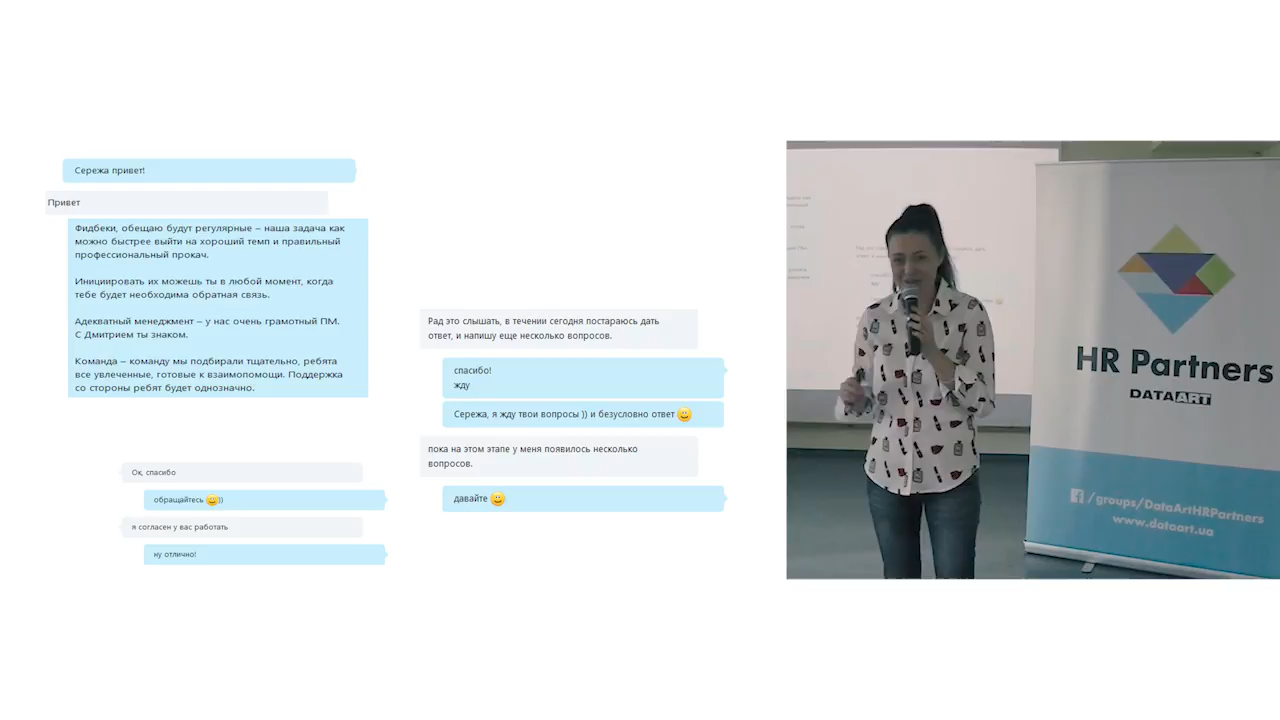 Сережа привет!
Привет
Фидбеки, обещаю будут регулярные – наша задача как
можно быстрее выйти на хороший темп и правильный
профессиональный прокач.
Инициировать их можешь ты в любой момент, когда
тебе будет необходима обратная связь.
Адекватный менеджмент – у нас очень грамотный ПМ.
С Дмитрием ты знаком.
Команда – команду мы подбирали тщательно, ребята
все увлеченные, готовые к взаимопомощи. Поддержка
со стороны ребят будет однозначно.
Ок, спасибо
обращайтесь ))
я согласен у вас работать
ну отлично!
Рад это слышать, в течении сегодня постараюсь дать
ответ, и напишу еще несколько вопросов.
спасибо!
жду
Сережа, я жду твои вопросы )) и безусловно ответ
пока на этом этапе у меня появилось несколько
вопросов.
давайте
HR Partners
DATAART
/groups/DataArtHRPartners
www.dataart.ua